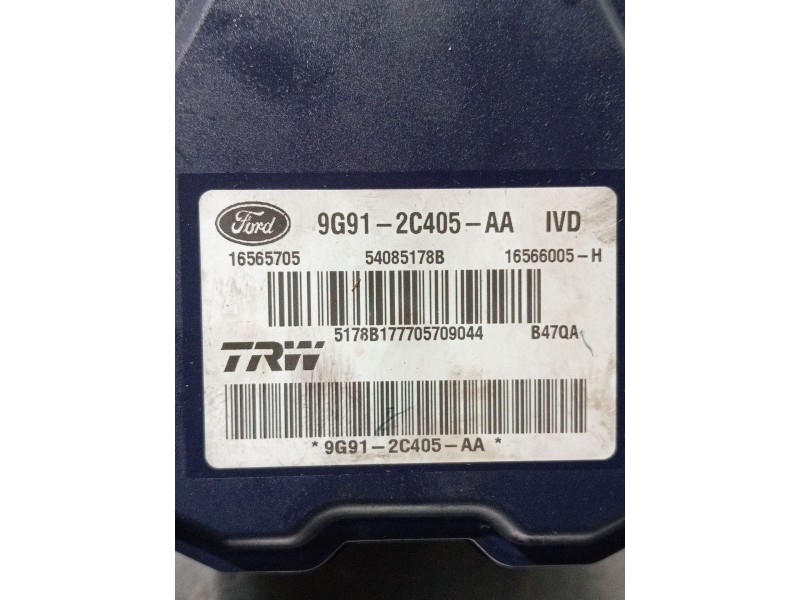 Ford 9G91-2C405-AA IVD
16565705 54085178B 16566005-H
5178B177705709044 B47QA
TRW
*9G91-2C405-AA*